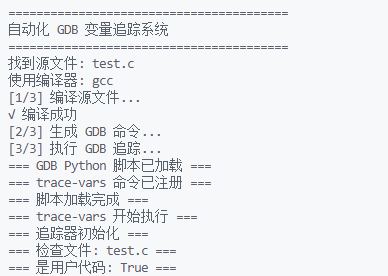 ========================================
自动化 GDB 变量追踪系统
========================================
找到源文件: test.c
使用编译器: gcc
[1/3] 编译源文件...
√ 编译成功
[2/3] 生成 GDB 命令...
[3/3] 执行 GDB 追踪...
=== GDB Python 脚本已加载 ===
=== trace-vars 命令已注册 ===
=== 脚本加载完成 ===
=== trace-vars 开始执行 ===
=== 追踪器初始化 ===
=== 检查文件: test.c ===
=== 是用户代码: True ===